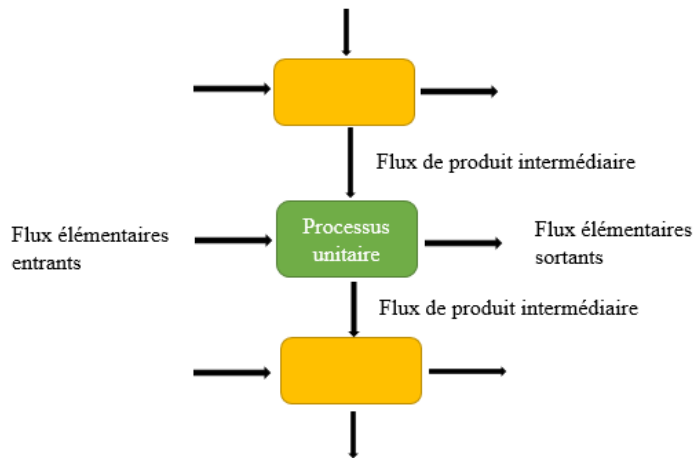 Flux de produit intermédiaire
Flux élémentaires
entrants
Processus
unitaire
Flux élémentaires
sortants
Flux de produit intermédiaire